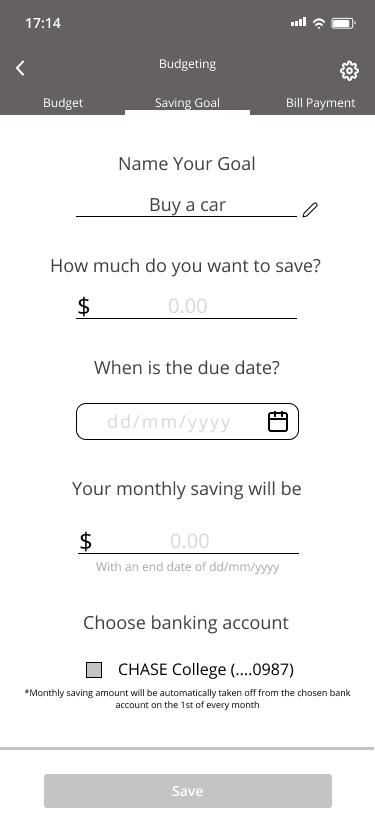 17:14
Budgeting
Budget Saving Goal Bill Payment
Name Your Goal
Buy a car
How much do you want to save?
$ 0.00
When is the due date?
dd/mm/yyyy
Your monthly saving will be
$ 0.00
With an end date of dd/mm/yyyy
Choose banking account
CHASE College (....0987)
*Monthly saving amount will be automatically taken off from the chosen bank
account on the 1st of every month
Save